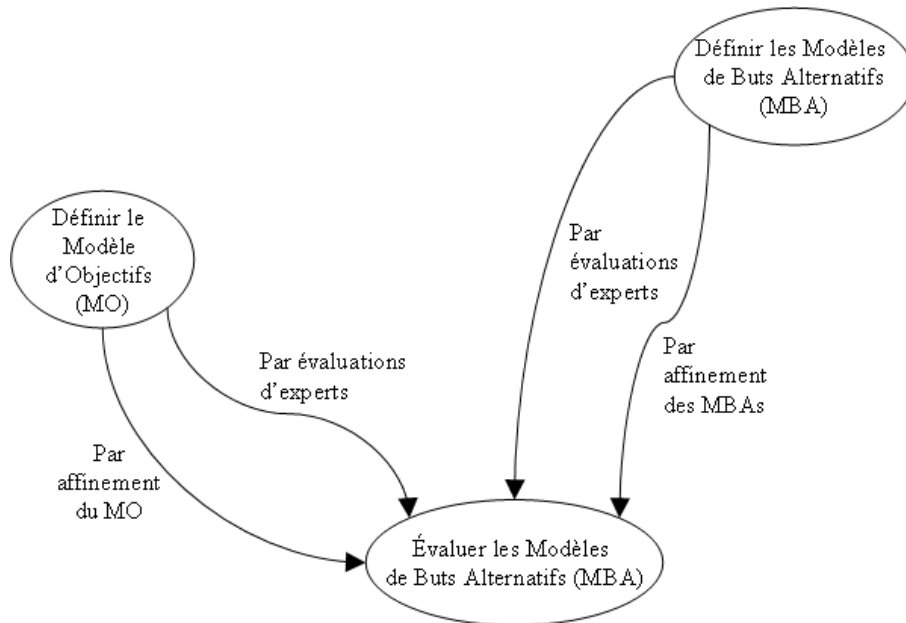 Définir les Modèles
de Buts Alternatifs
(MBA)
Définir le
Modèle
d'Objectifs
(MO)
Par
évaluations
d'experts
Par évaluations
d'experts
Par
affinement
des MBAs
Par
affinement
du MO
Évaluer les Modèles
de Buts Alternatifs (MBA)